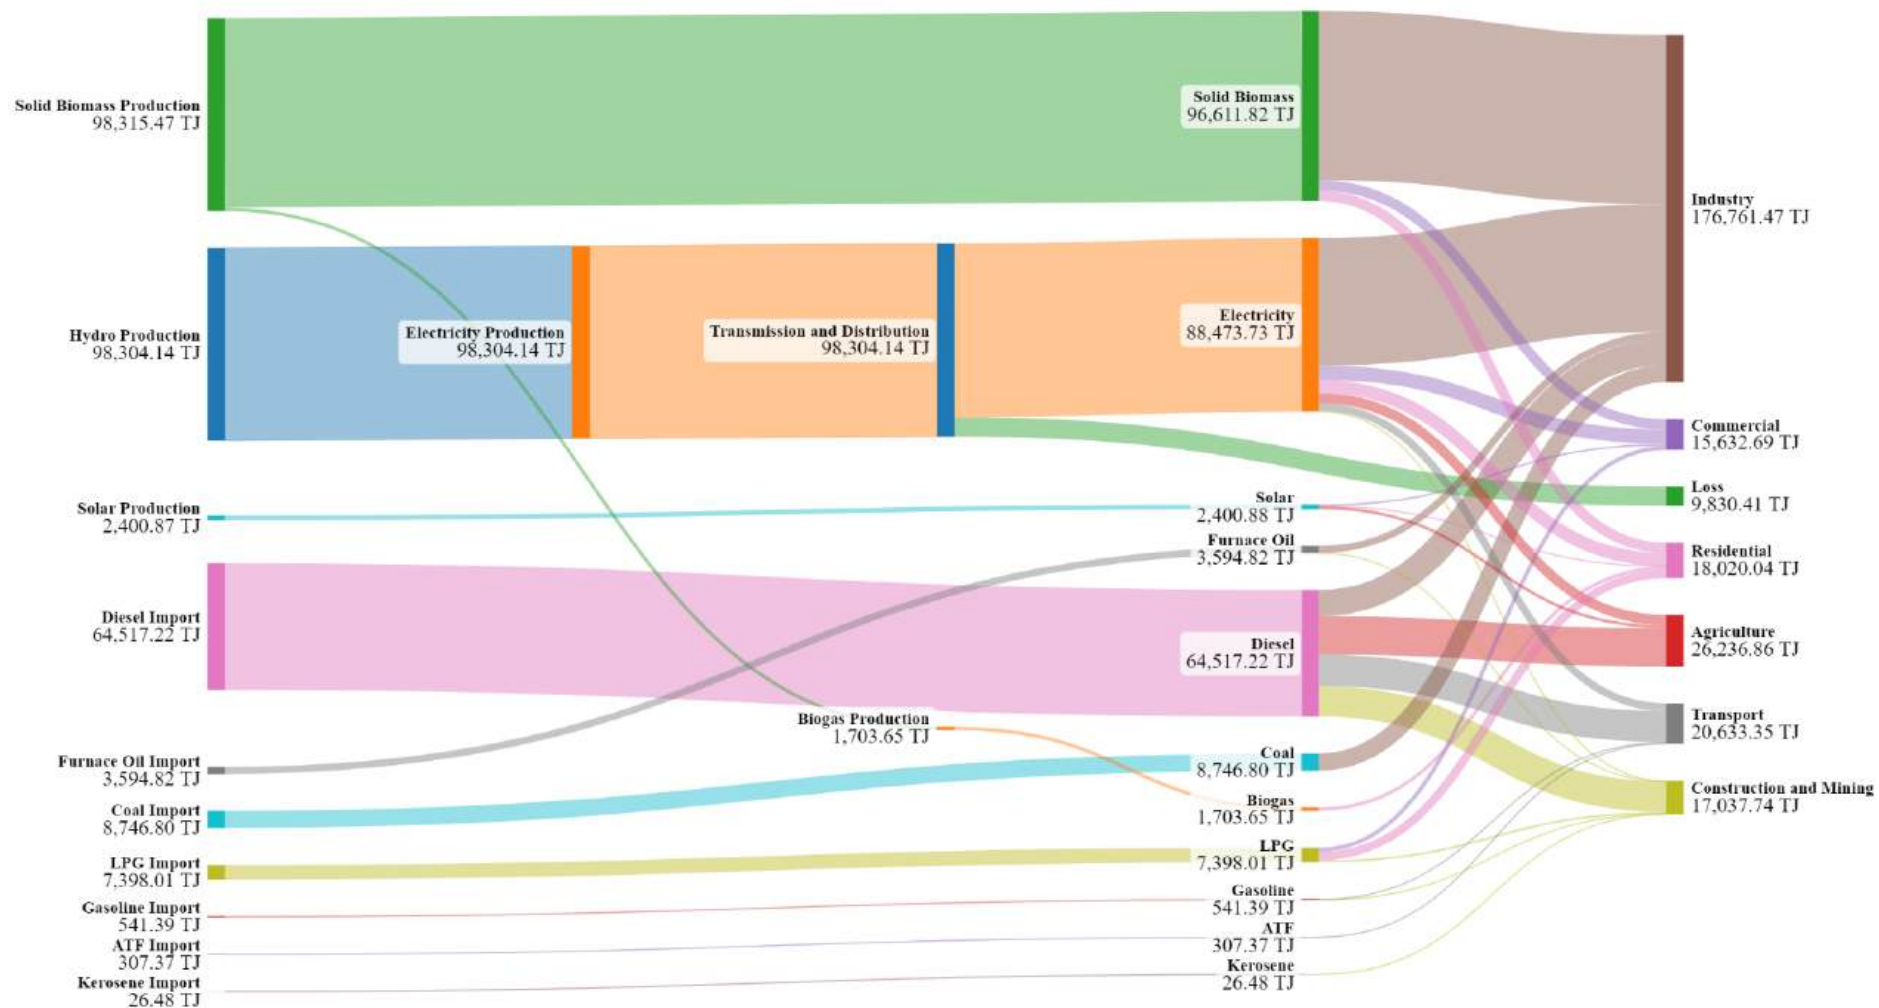 Solid Biomass Production
98,315.47 TJ
Hydro Production
98,304.14 TJ
Solar Production
2,400.87 TJ
Diesel Import
64,517.22 TJ
Furnace Oil Import
3,594.82 TJ
Coal Import
8,746.80 TJ
LPG Import
7,398.01 TJ
Gasoline Import
541.39 TJ
ATF Import
307.37 TJ
Kerosene Import
26.48 TJ
Electricity Production
98,304.14 TJ
Transmission and Distribution
98,304.14 TJ
Biogas Production
1,703.65 TJ
Solid Biomass
96,611.82 TJ
Electricity
88,473.73 TJ
Solar
2,400.88 TJ
Furnace Oil
3,594.82 TJ
Diesel
64,517.22 TJ
Coal
8,746.80 TJ
Biogas
1,703.65 TJ
LPG
7,398.01 TJ
Gasoline
541.39 TJ
ATF
307.37 TJ
Kerosene
26.48 TJ
Industry
176,761.47 TJ
Commercial
15,632.69 TJ
Loss
9,830.41 TJ
Residential
18,020.04 TJ
Agriculture
26,236.86 TJ
Transport
20,633.35 TJ
Construction and Mining
17,037.74 TJ